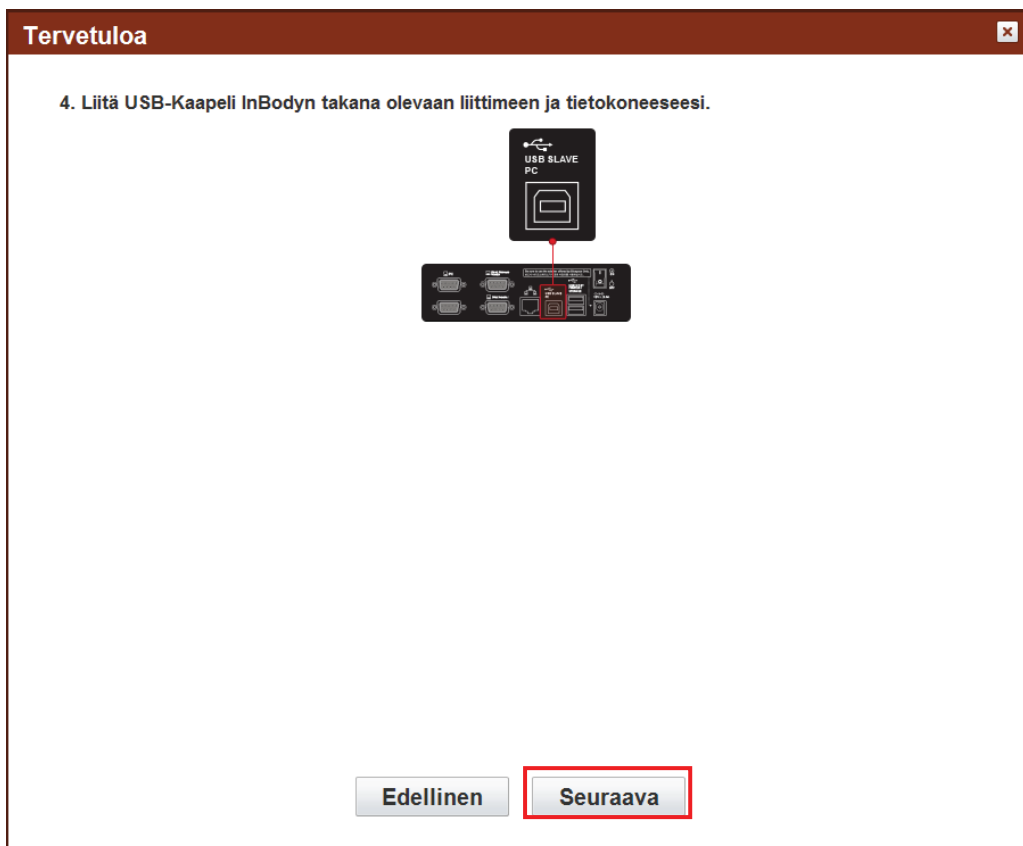 Tervetuloa
4. Liitä USB-Kaapeli InBodyn takana olevaan liittimeen ja tietokoneeseesi.
USB SLAVE
PC
Edellinen
Seuraava